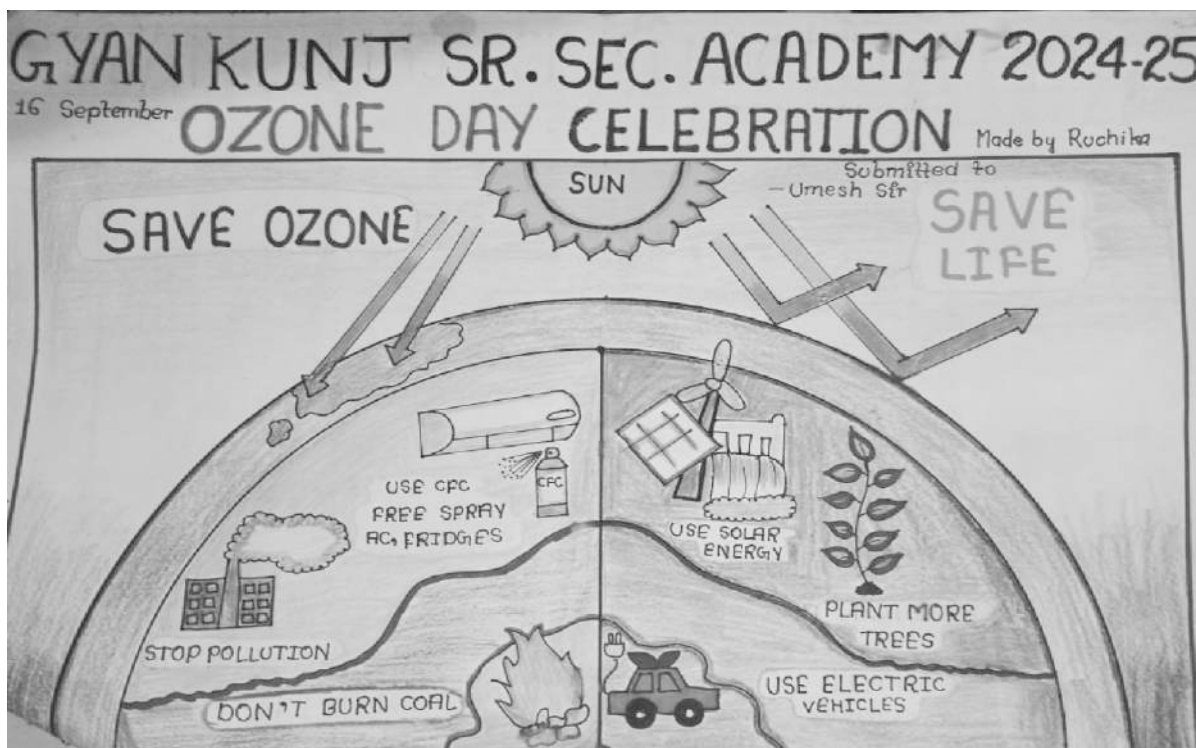 GYAN KUNJ SR. SEC. ACADEMY 2024-25
16 September
OZONE DAY CELEBRATION
Made by Ruchika
Submitted to
- Umesh Sir
SUN
SAVE OZONE
SAVE
LIFE
CFC
USE CFC
FREE SPRAY
AC, FRIDGES
USE SOLAR
ENERGY
STOP POLLUTION
PLANT MORE
TREES
DON'T BURN COAL
USE ELECTRIC
VEHICLES